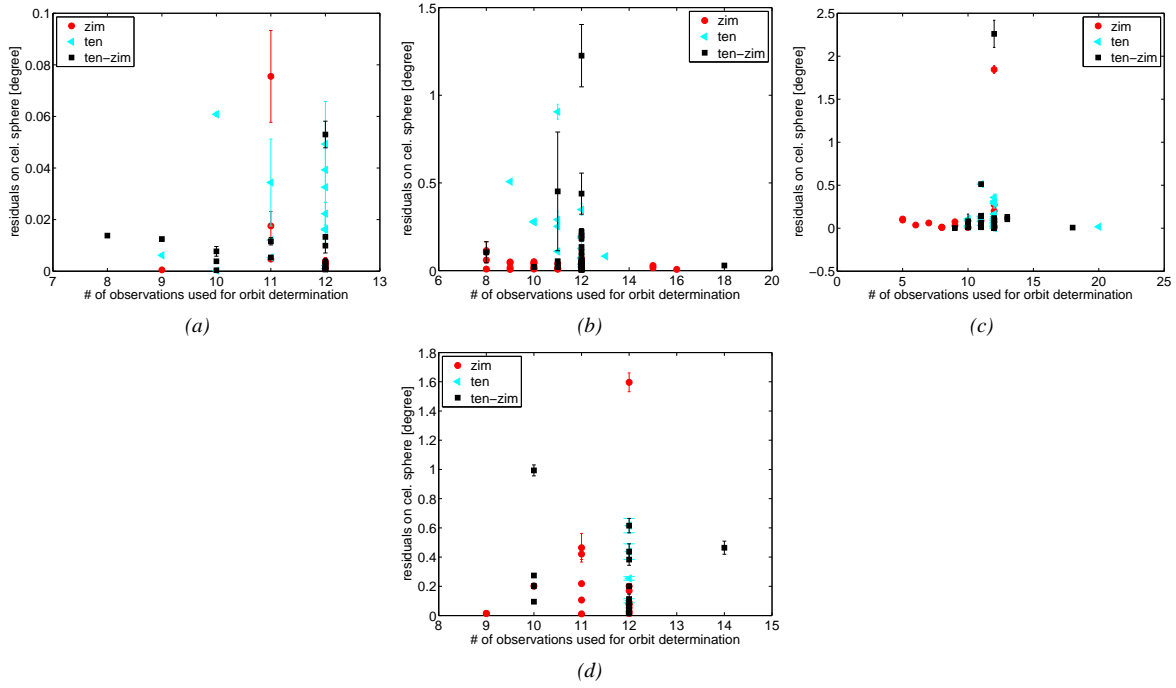 0.1
0.08
0.06
0.04
0.02
0
residuals on cel. sphere [degree]
zim
ten
ten-zim
7 8 9 10 11 12 13
# of observations used for orbit determination
(a)
1.5
1
0.5
0
residuals on cel. sphere [degree]
zim
ten
ten-zim
6 8 10 12 14 16 18 20
# of observations used for orbit determination
(b)
2.5
2
1.5
1
0.5
0
−0.5
residuals on cel. sphere [degree]
zim
ten
ten-zim
0 5 10 15 20 25
# of observations used for orbit determination
(c)
1.8
1.6
1.4
1.2
1
0.8
0.6
0.4
0.2
0
residuals on cel. sphere [degree]
zim
ten
ten-zim
8 9 10 11 12 13 14 15
# of observations used for orbit determination
(d)